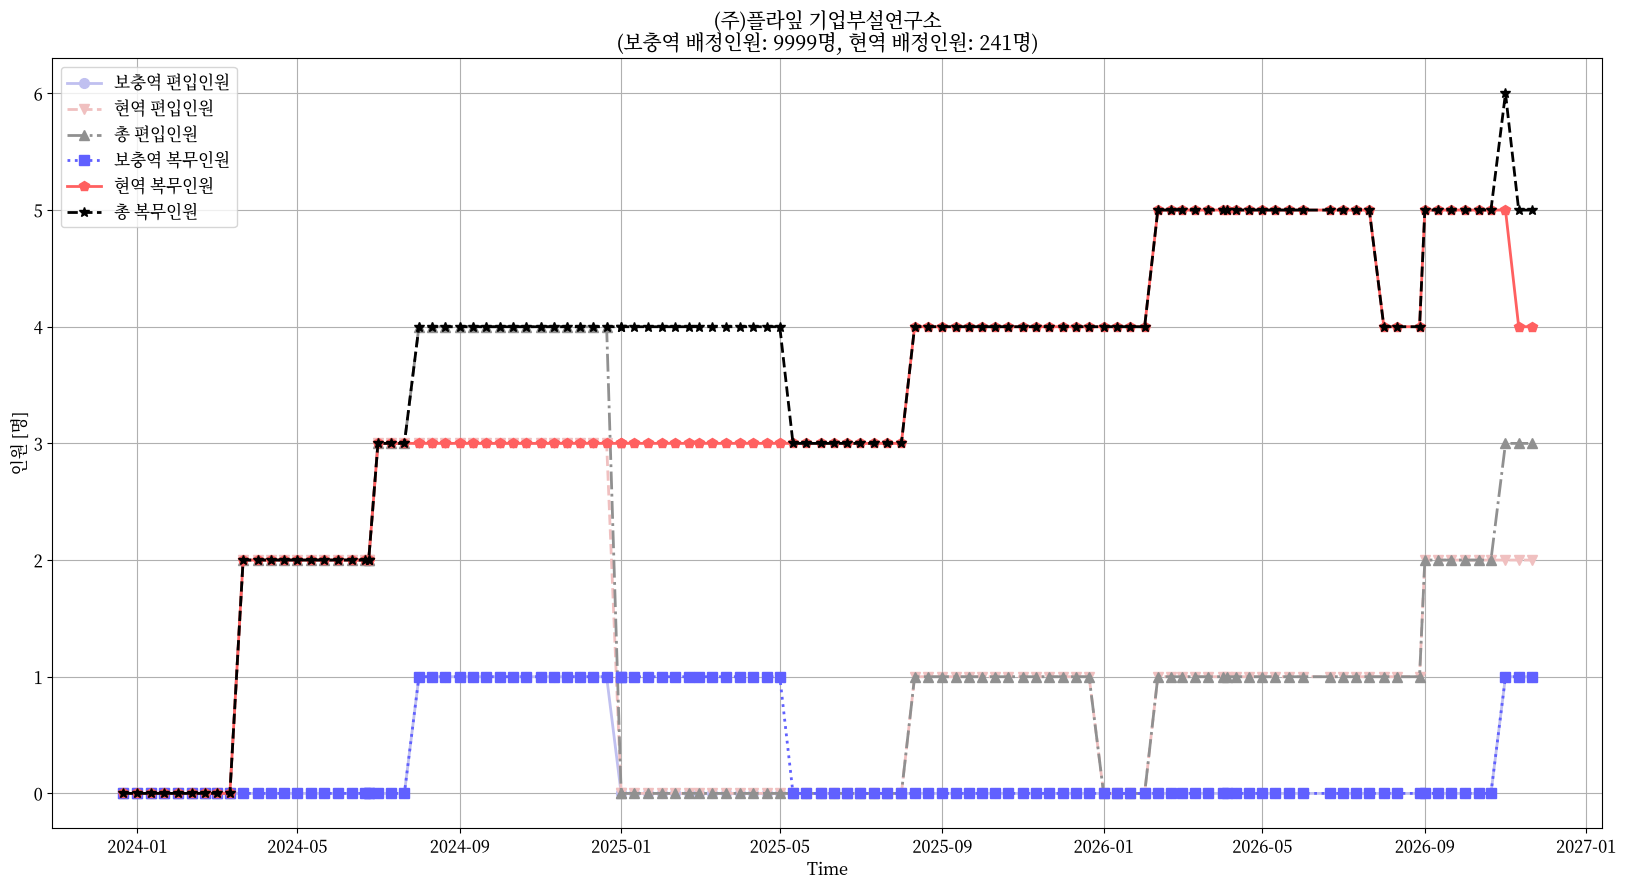 (주)플라잎 기업부설연구소
(보충역 배정인원: 9999명, 현역 배정인원: 241명)
보충역 편입인원
현역 편입인원
총 편입인원
보충역 복무인원
현역 복무인원
총 복무인원
인원 [명]
6
5
4
3
2
1
0
2024-01 2024-05 2024-09 2025-01 2025-05 2025-09 2026-01 2026-05 2026-09 2027-01
Time